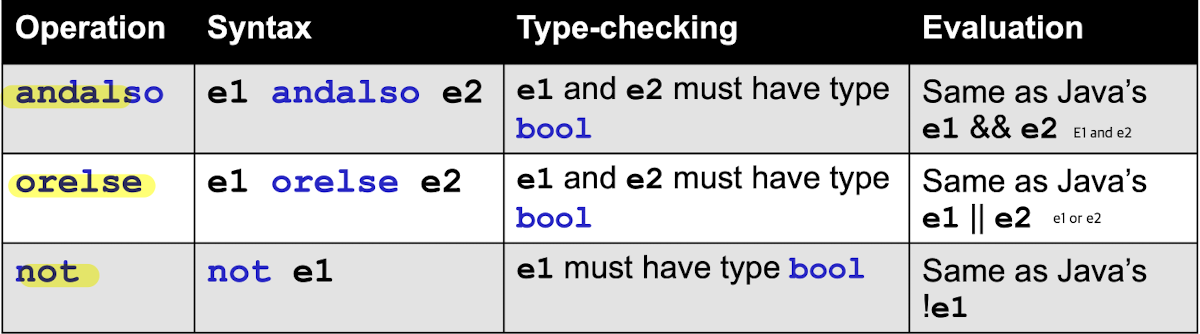 Operation Syntax Type-checking Evaluation
andalso e1 andalso e2 e1 and e2 must have type Same as Java's
bool e1 && e2 E1 and e2
orelse e1 orelse e2 e1 and e2 must have type Same as Java's
bool e1 || e2 e1 or e2
not not e1 e1 must have type bool Same as Java's
!e1